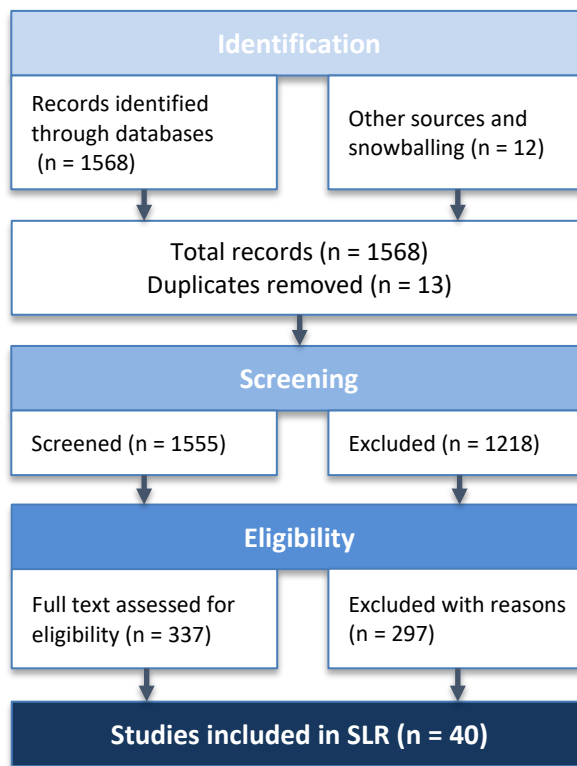 Identification
Records identified
through databases
(n = 1568)
Other sources and
snowballing (n = 12)
Total records (n = 1568)
Duplicates removed (n = 13)
Screening
Screened (n = 1555)
Excluded (n = 1218)
Eligibility
Full text assessed for
eligibility (n = 337)
Excluded with reasons
(n = 297)
Studies included in SLR (n = 40)